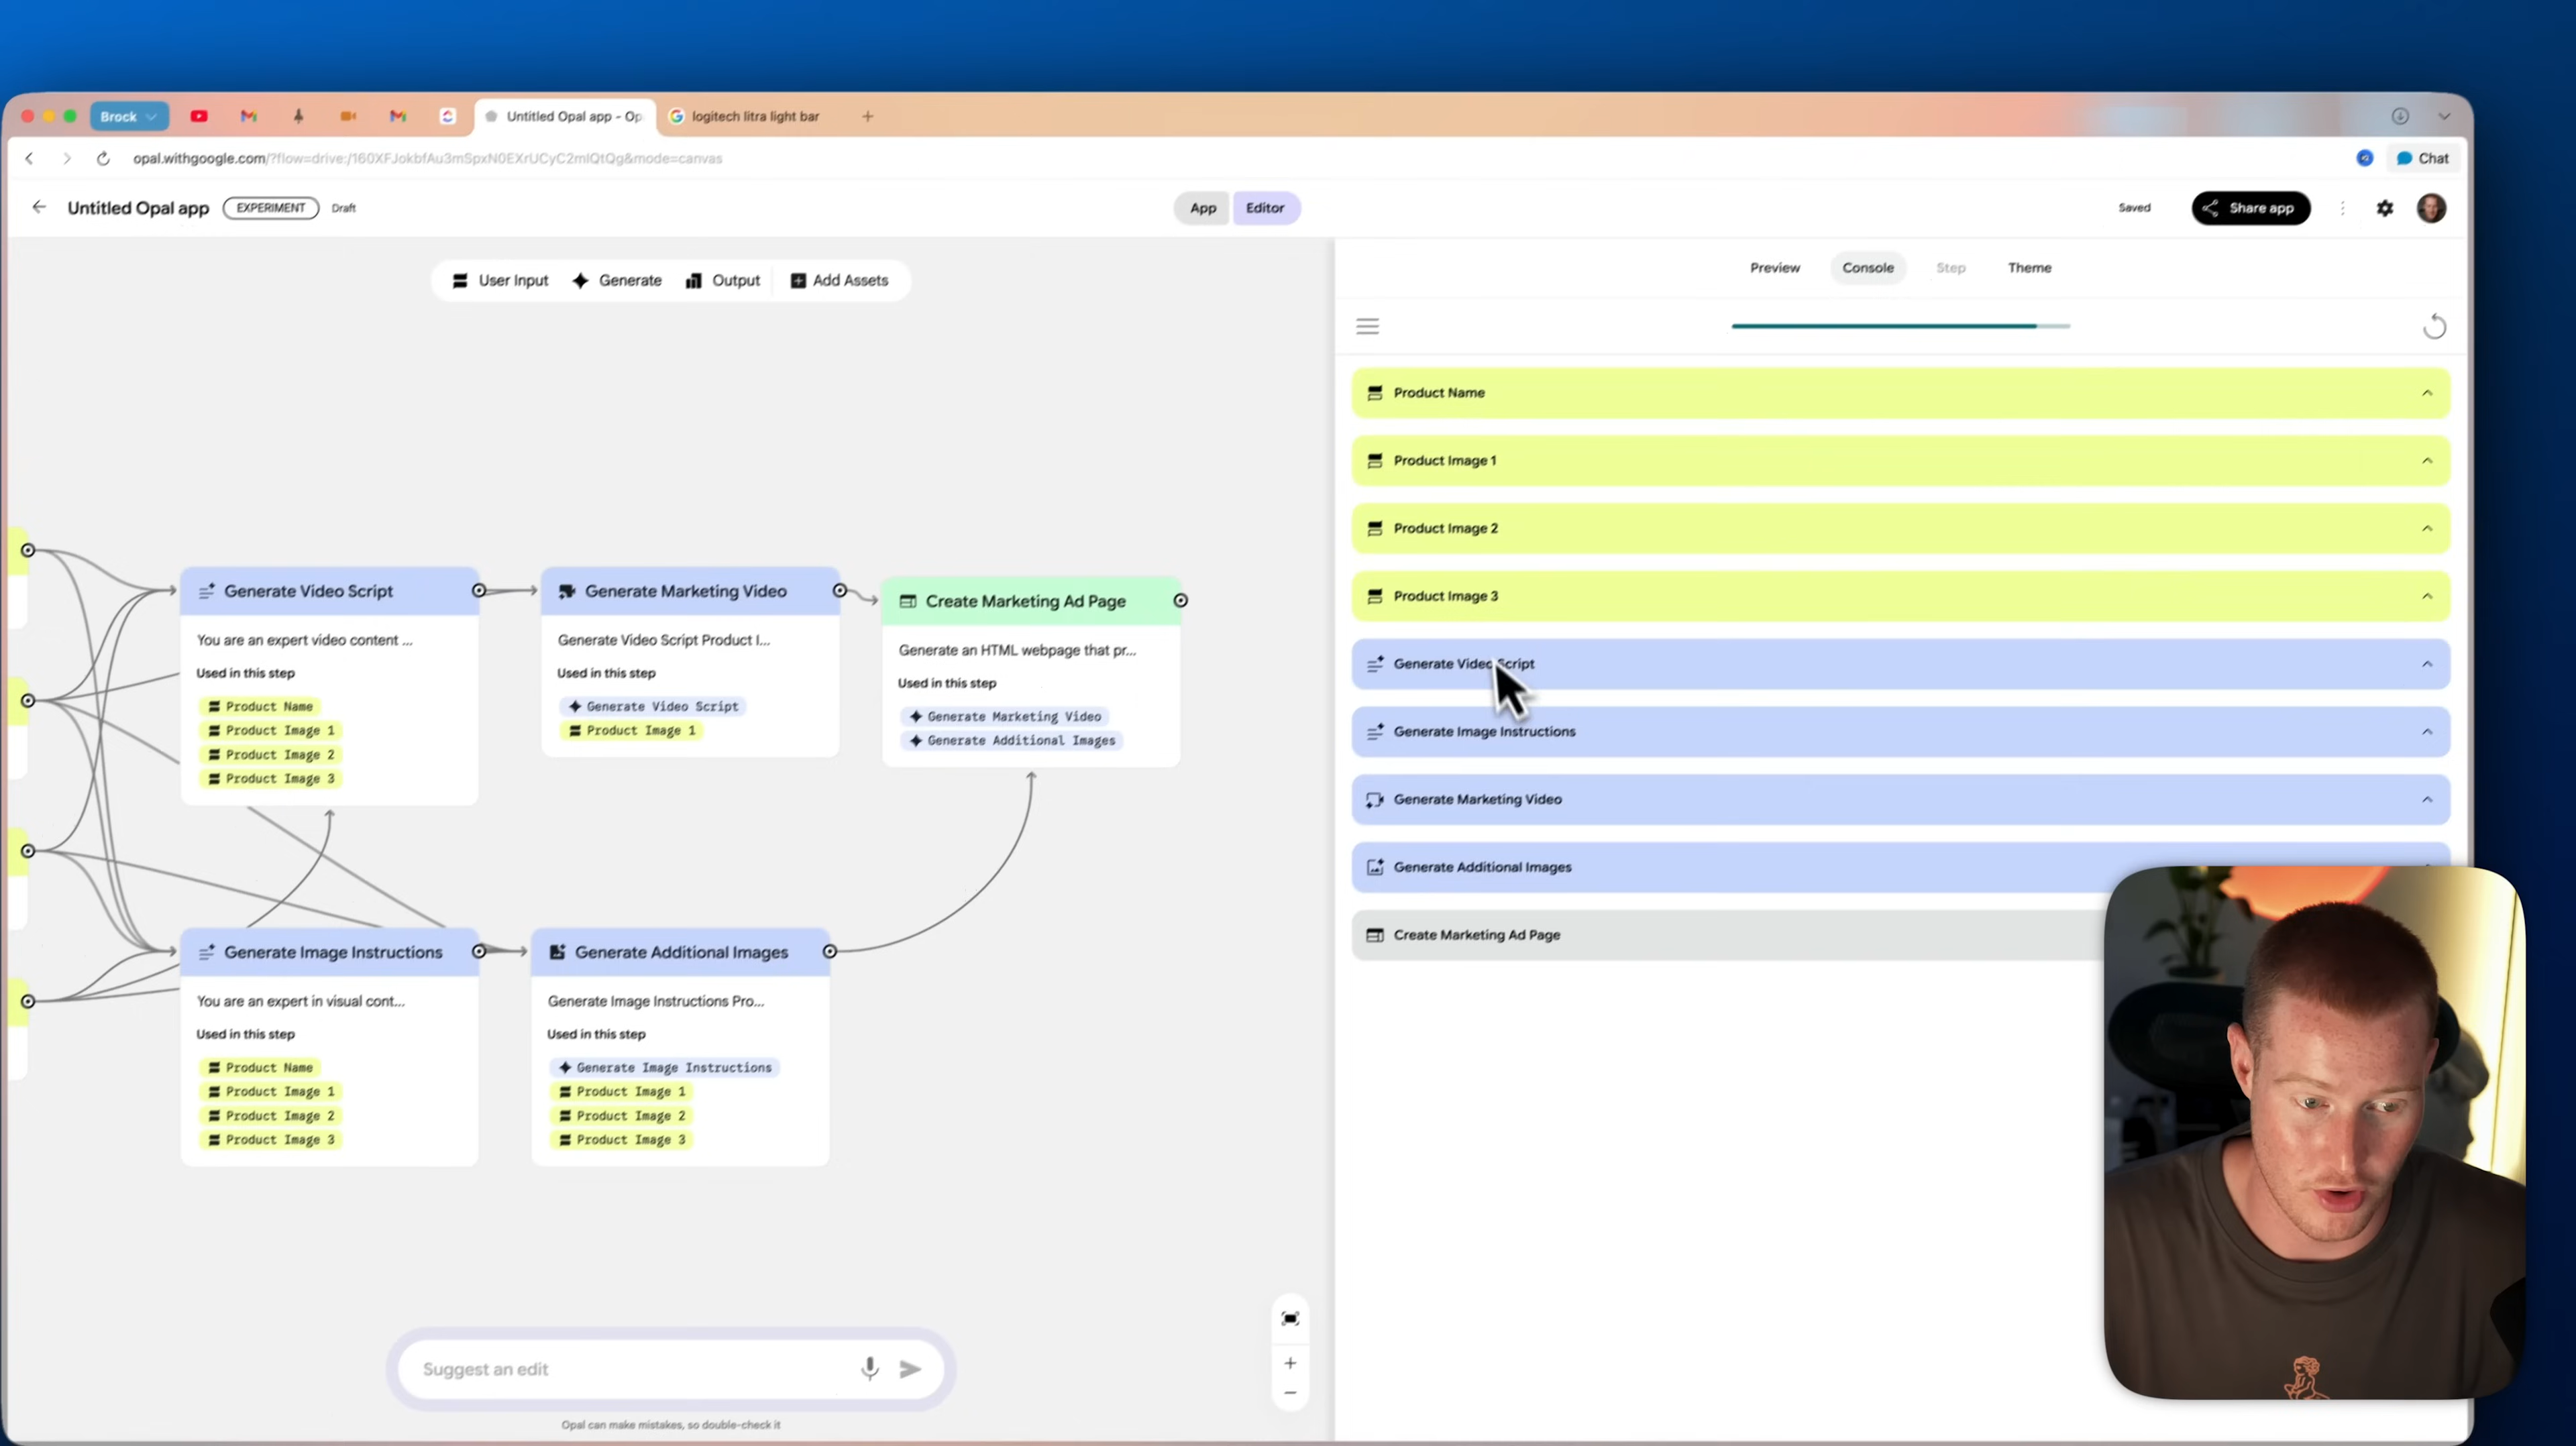 Brock
Untitled Opal app - Op
logitech litra light bar
opal.withgoogle.com/?flow=drive:/160XFJokbfAu3mSpxN0EXrUCyC2mlQtQg&mode=canvas
Chat
Untitled Opal app
EXPERIMENT
Draft
App
Editor
Saved
Share app
User Input
Generate
Output
Add Assets
Preview
Console
Step
Theme
Generate Video Script
You are an expert video content ...
Used in this step
Product Name
Product Image 1
Product Image 2
Product Image 3
Generate Marketing Video
Generate Video Script Product I...
Used in this step
Generate Video Script
Product Image 1
Create Marketing Ad Page
Generate an HTML webpage that pr...
Used in this step
Generate Marketing Video
Generate Additional Images
Generate Image Instructions
You are an expert in visual cont...
Used in this step
Product Name
Product Image 1
Product Image 2
Product Image 3
Generate Additional Images
Generate Image Instructions Pro...
Used in this step
Generate Image Instructions
Product Image 1
Product Image 2
Product Image 3
Suggest an edit
Opal can make mistakes, so double-check it
Product Name
Product Image 1
Product Image 2
Product Image 3
Generate Video Script
Generate Image Instructions
Generate Marketing Video
Generate Additional Images
Create Marketing Ad Page